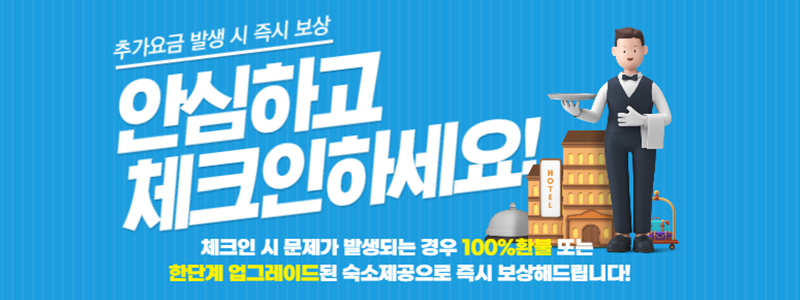 추가요금 발생 시 즉시 보상
안심하고
체크인하세요!
HOTEL
체크인 시 문제가 발생되는 경우 100%환불 또는
한단계 업그레이드된 숙소제공으로 즉시 보상해드립니다!